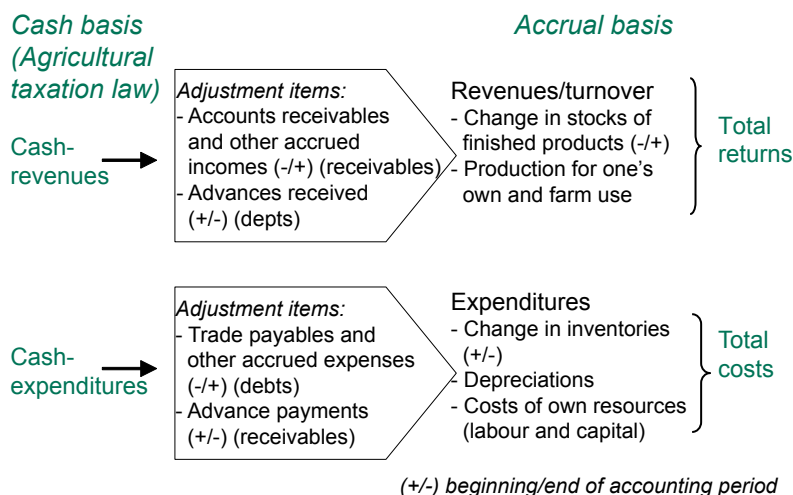 Cash basis
(Agricultural
taxation law)
Accrual basis
Cash-
revenues
Adjustment items:
- Accounts receivables
and other accrued
incomes (-/+) (receivables)
- Advances received
(+/-) (depts)
Revenues/turnover
- Change in stocks of
finished products (-/+)
- Production for one's
own and farm use
Total
returns
Cash-
expenditures
Adjustment items:
- Trade payables and
other accrued expenses
(-/+) (debts)
- Advance payments
(+/-) (receivables)
Expenditures
- Change in inventories
(+/-)
- Depreciations
- Costs of own resources
(labour and capital)
Total
costs
(+/-) beginning/end of accounting period